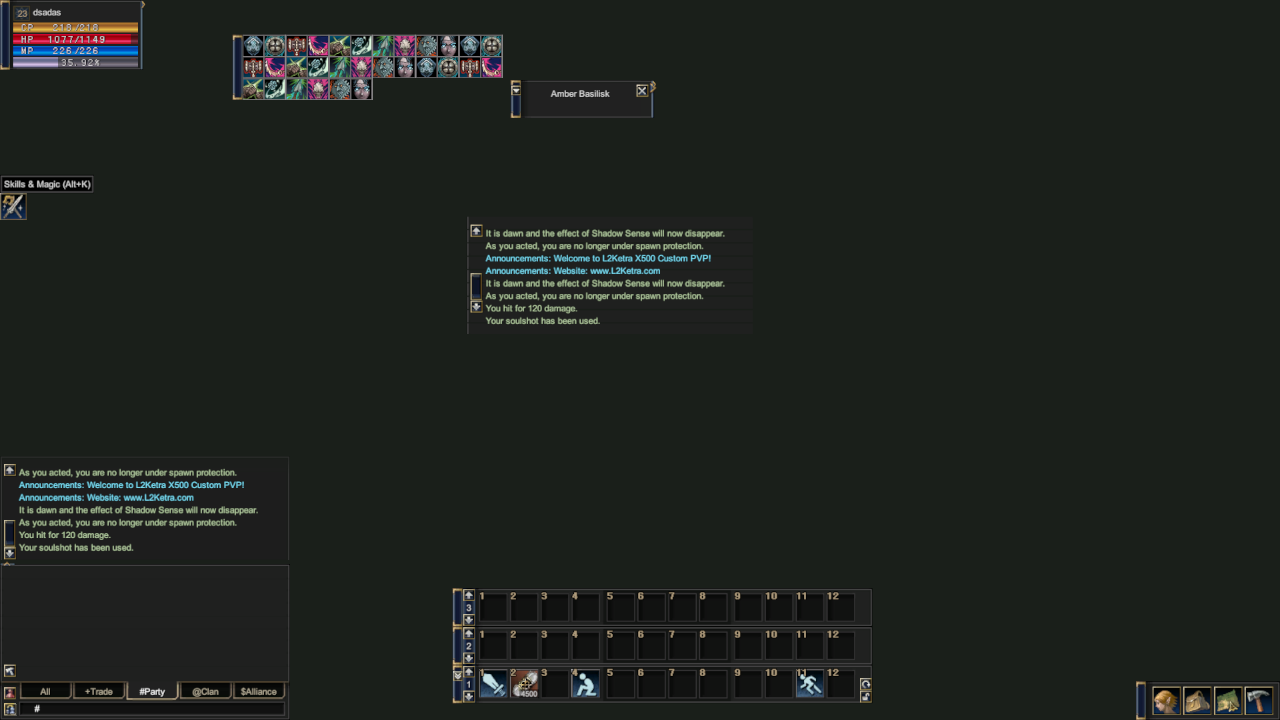 23 dsadas
CP 218/218
HP 1077/1149
MP 226/226
35.92%
Amber Basilisk
Skills & Magic (Alt+K)
It is dawn and the effect of Shadow Sense will now disappear.
As you acted, you are no longer under spawn protection.
Announcements: Welcome to L2Ketra X500 Custom PVP!
Announcements: Website: www.L2Ketra.com
It is dawn and the effect of Shadow Sense will now disappear.
As you acted, you are no longer under spawn protection.
You hit for 120 damage.
Your soulshot has been used.
As you acted, you are no longer under spawn protection.
Announcements: Welcome to L2Ketra X500 Custom PVP!
Announcements: Website: www.L2Ketra.com
It is dawn and the effect of Shadow Sense will now disappear.
As you acted, you are no longer under spawn protection.
You hit for 120 damage.
Your soulshot has been used.
3 1 2 3 4 5 6 7 8 9 10 11 12
2 1 2 3 4 5 6 7 8 9 10 11 12
1 1 2 3 4 5 6 7 8 9 10 11 12
4500
All +Trade #Party @Clan $Alliance
#